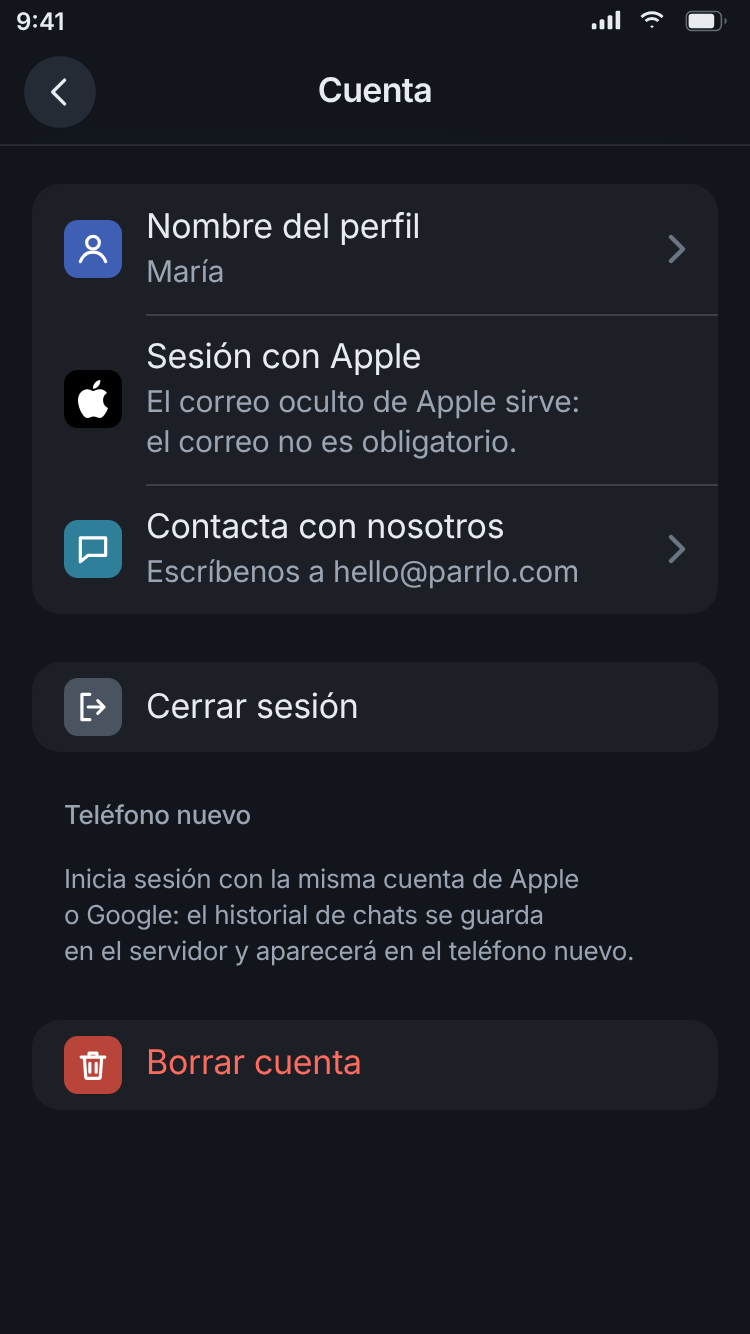 9:41
Cuenta
Nombre del perfil
María
Sesión con Apple
El correo oculto de Apple sirve:
el correo no es obligatorio.
Contacta con nosotros
Escríbenos a hello@parrlo.com
Cerrar sesión
Teléfono nuevo
Inicia sesión con la misma cuenta de Apple
o Google: el historial de chats se guarda
en el servidor y aparecerá en el teléfono nuevo.
Borrar cuenta